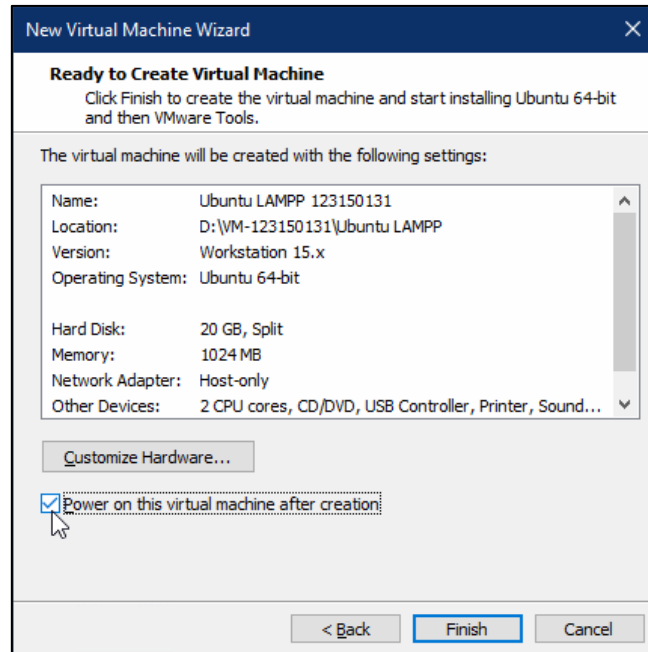 New Virtual Machine Wizard
Ready to Create Virtual Machine
Click Finish to create the virtual machine and start installing Ubuntu 64-bit
and then VMware Tools.
The virtual machine will be created with the following settings:
Name: Ubuntu LAMPP 123150131
Location: D:\VM-123150131\Ubuntu LAMPP
Version: Workstation 15.x
Operating System: Ubuntu 64-bit
Hard Disk: 20 GB, Split
Memory: 1024 MB
Network Adapter: Host-only
Other Devices: 2 CPU cores, CD/DVD, USB Controller, Printer, Sound...
Customize Hardware...
Power on this virtual machine after creation
< Back Finish Cancel